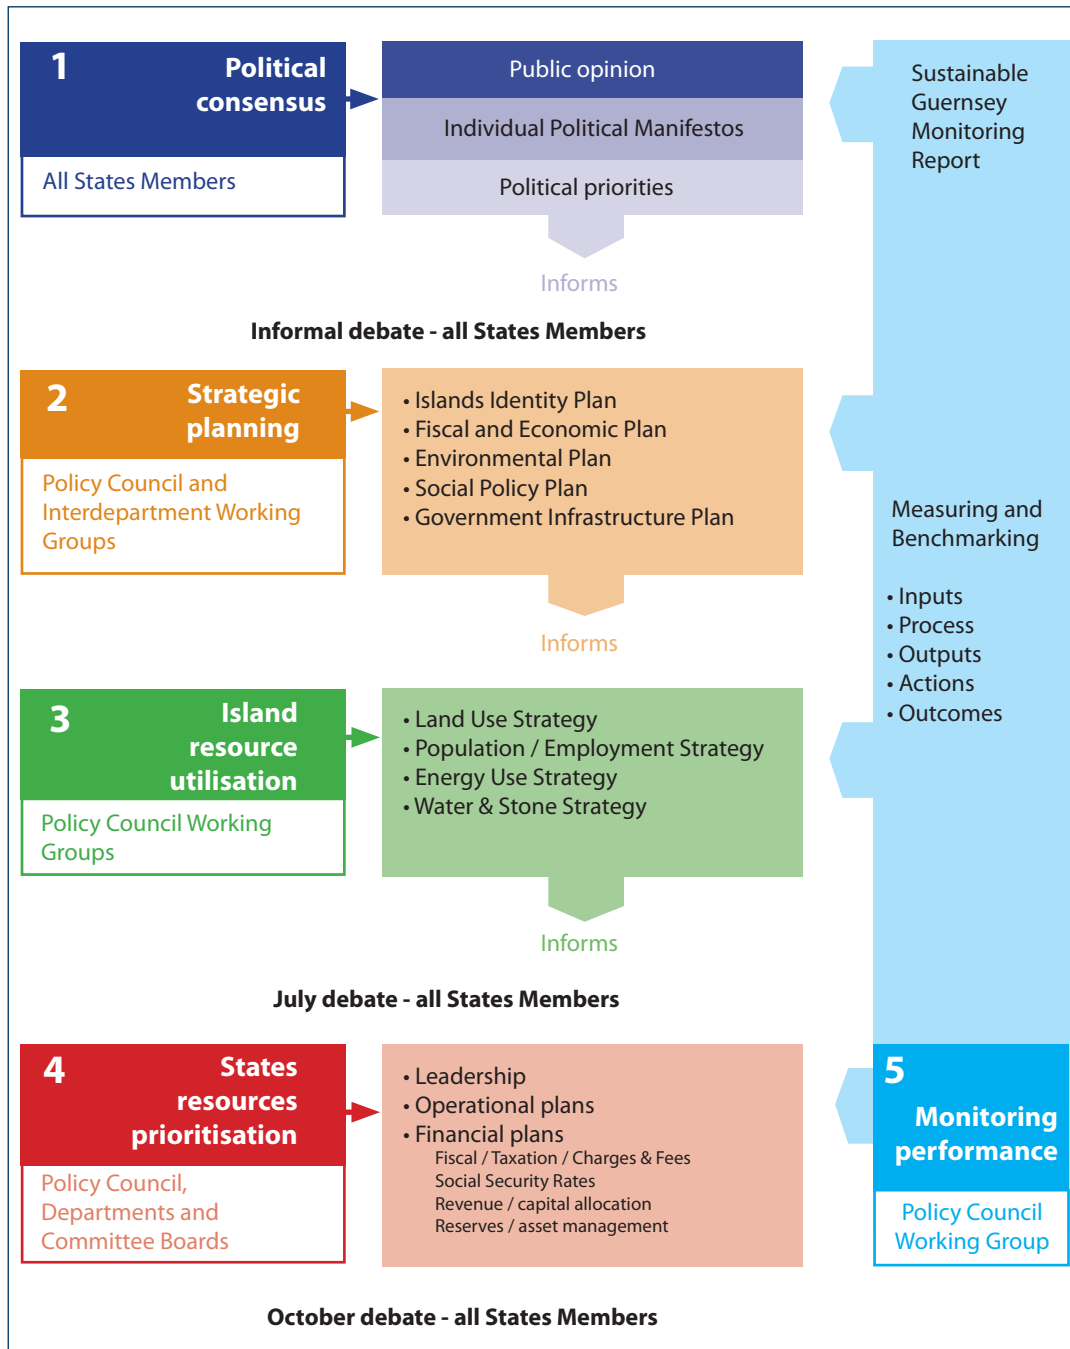 1
Political
consensus
All States Members
Public opinion
Individual Political Manifestos
Political priorities
Informs
Informal debate - all States Members
2
Strategic
planning
Policy Council and
Interdepartment Working
Groups
• Islands Identity Plan
• Fiscal and Economic Plan
• Environmental Plan
• Social Policy Plan
• Government Infrastructure Plan
Informs
3
Island
resource
utilisation
Policy Council Working
Groups
• Land Use Strategy
• Population / Employment Strategy
• Energy Use Strategy
• Water & Stone Strategy
Informs
July debate - all States Members
4
States
resources
prioritisation
Policy Council,
Departments and
Committee Boards
• Leadership
• Operational plans
• Financial plans
Fiscal / Taxation / Charges & Fees
Social Security Rates
Revenue / capital allocation
Reserves / asset management
October debate - all States Members
Sustainable
Guernsey
Monitoring
Report
Measuring and
Benchmarking
• Inputs
• Process
• Outputs
• Actions
• Outcomes
5
Monitoring
performance
Policy Council
Working Group